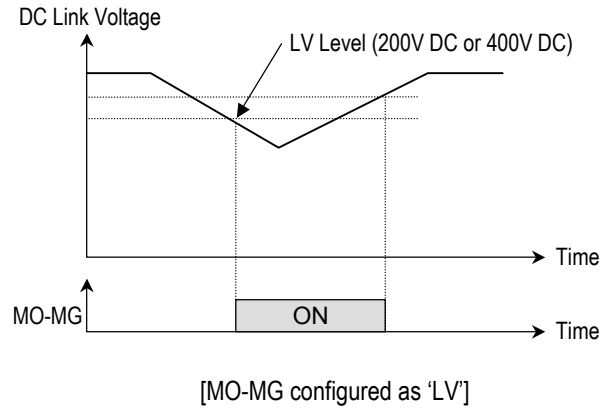 DC Link Voltage
LV Level (200V DC or 400V DC)
Time
MO-MG
ON
Time
[MO-MG configured as ‘LV’]